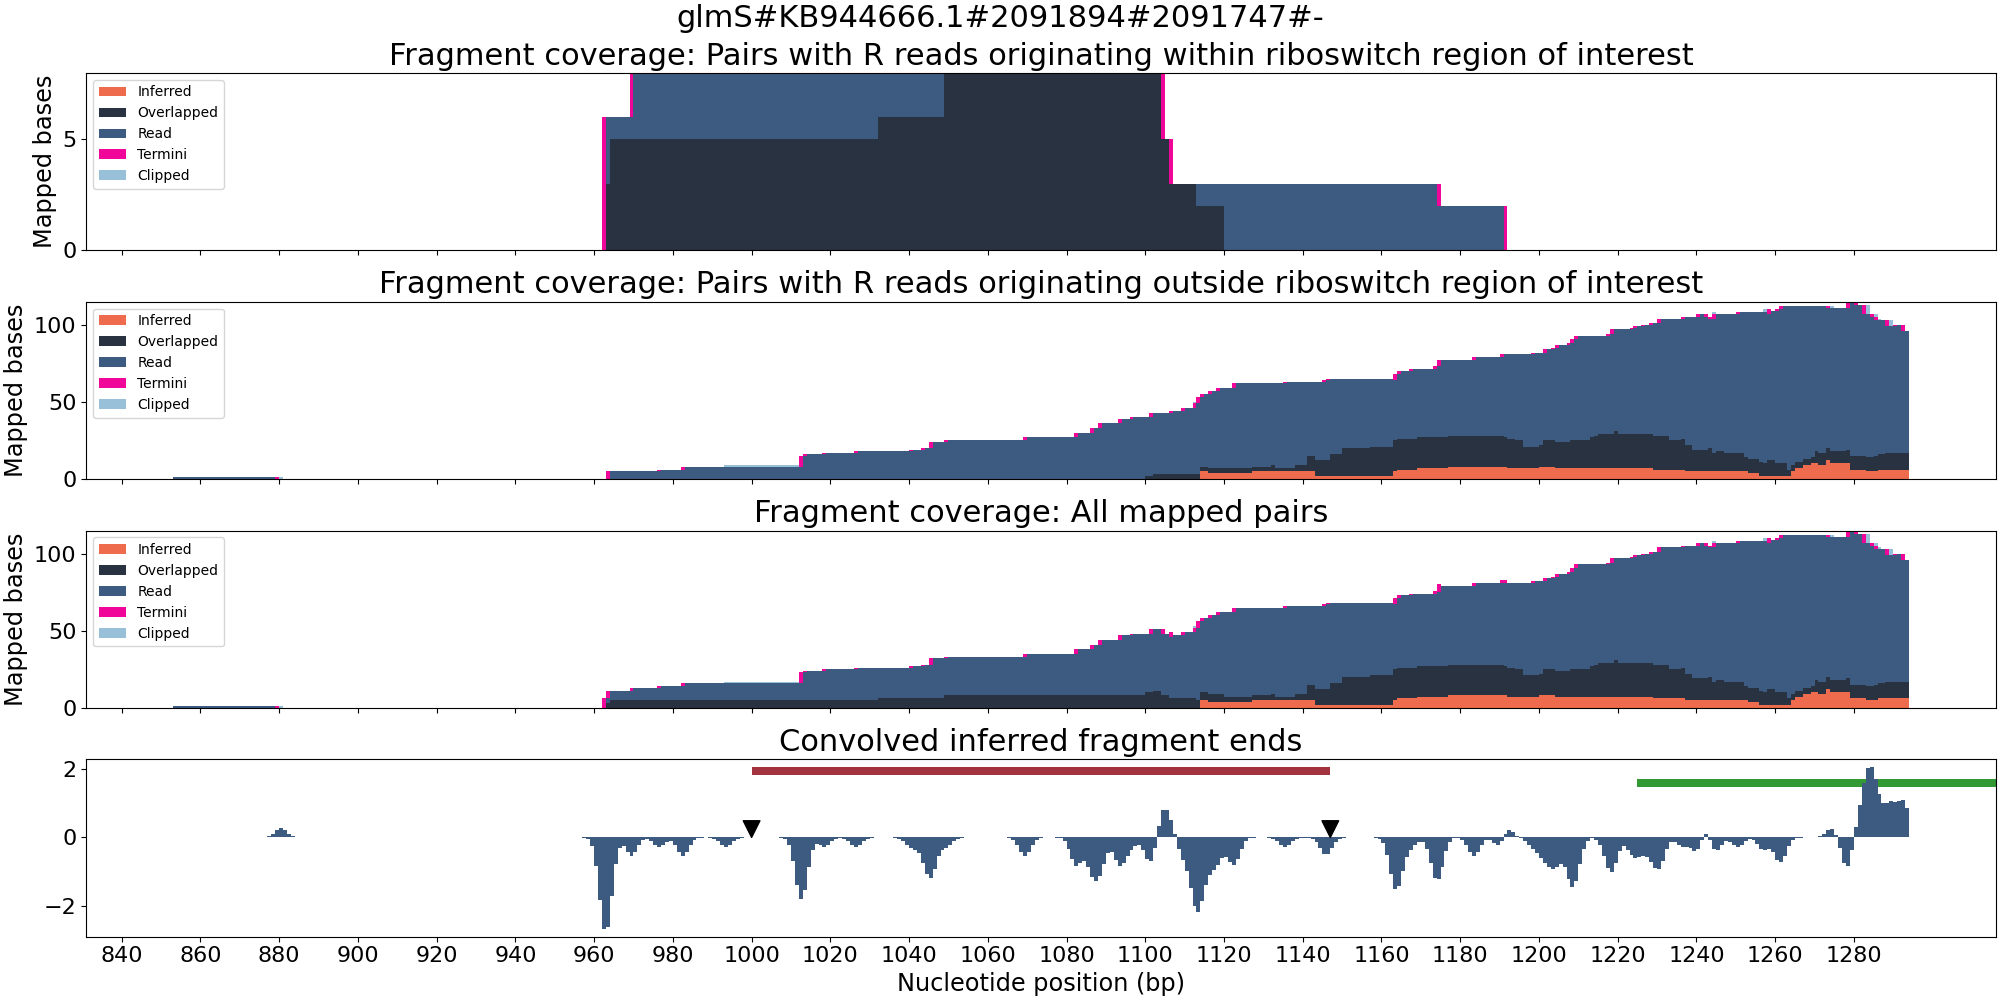 glmS#KB944666.1#2091894#2091747#-
Fragment coverage: Pairs with R reads originating within riboswitch region of interest
Mapped bases
5
0
Inferred
Overlapped
Read
Termini
Clipped
Fragment coverage: Pairs with R reads originating outside riboswitch region of interest
Mapped bases
100
50
0
Inferred
Overlapped
Read
Termini
Clipped
Fragment coverage: All mapped pairs
Mapped bases
100
50
0
Inferred
Overlapped
Read
Termini
Clipped
Convolved inferred fragment ends
2
0
−2
840 860 880 900 920 940 960 980 1000 1020 1040 1060 1080 1100 1120 1140 1160 1180 1200 1220 1240 1260 1280
Nucleotide position (bp)